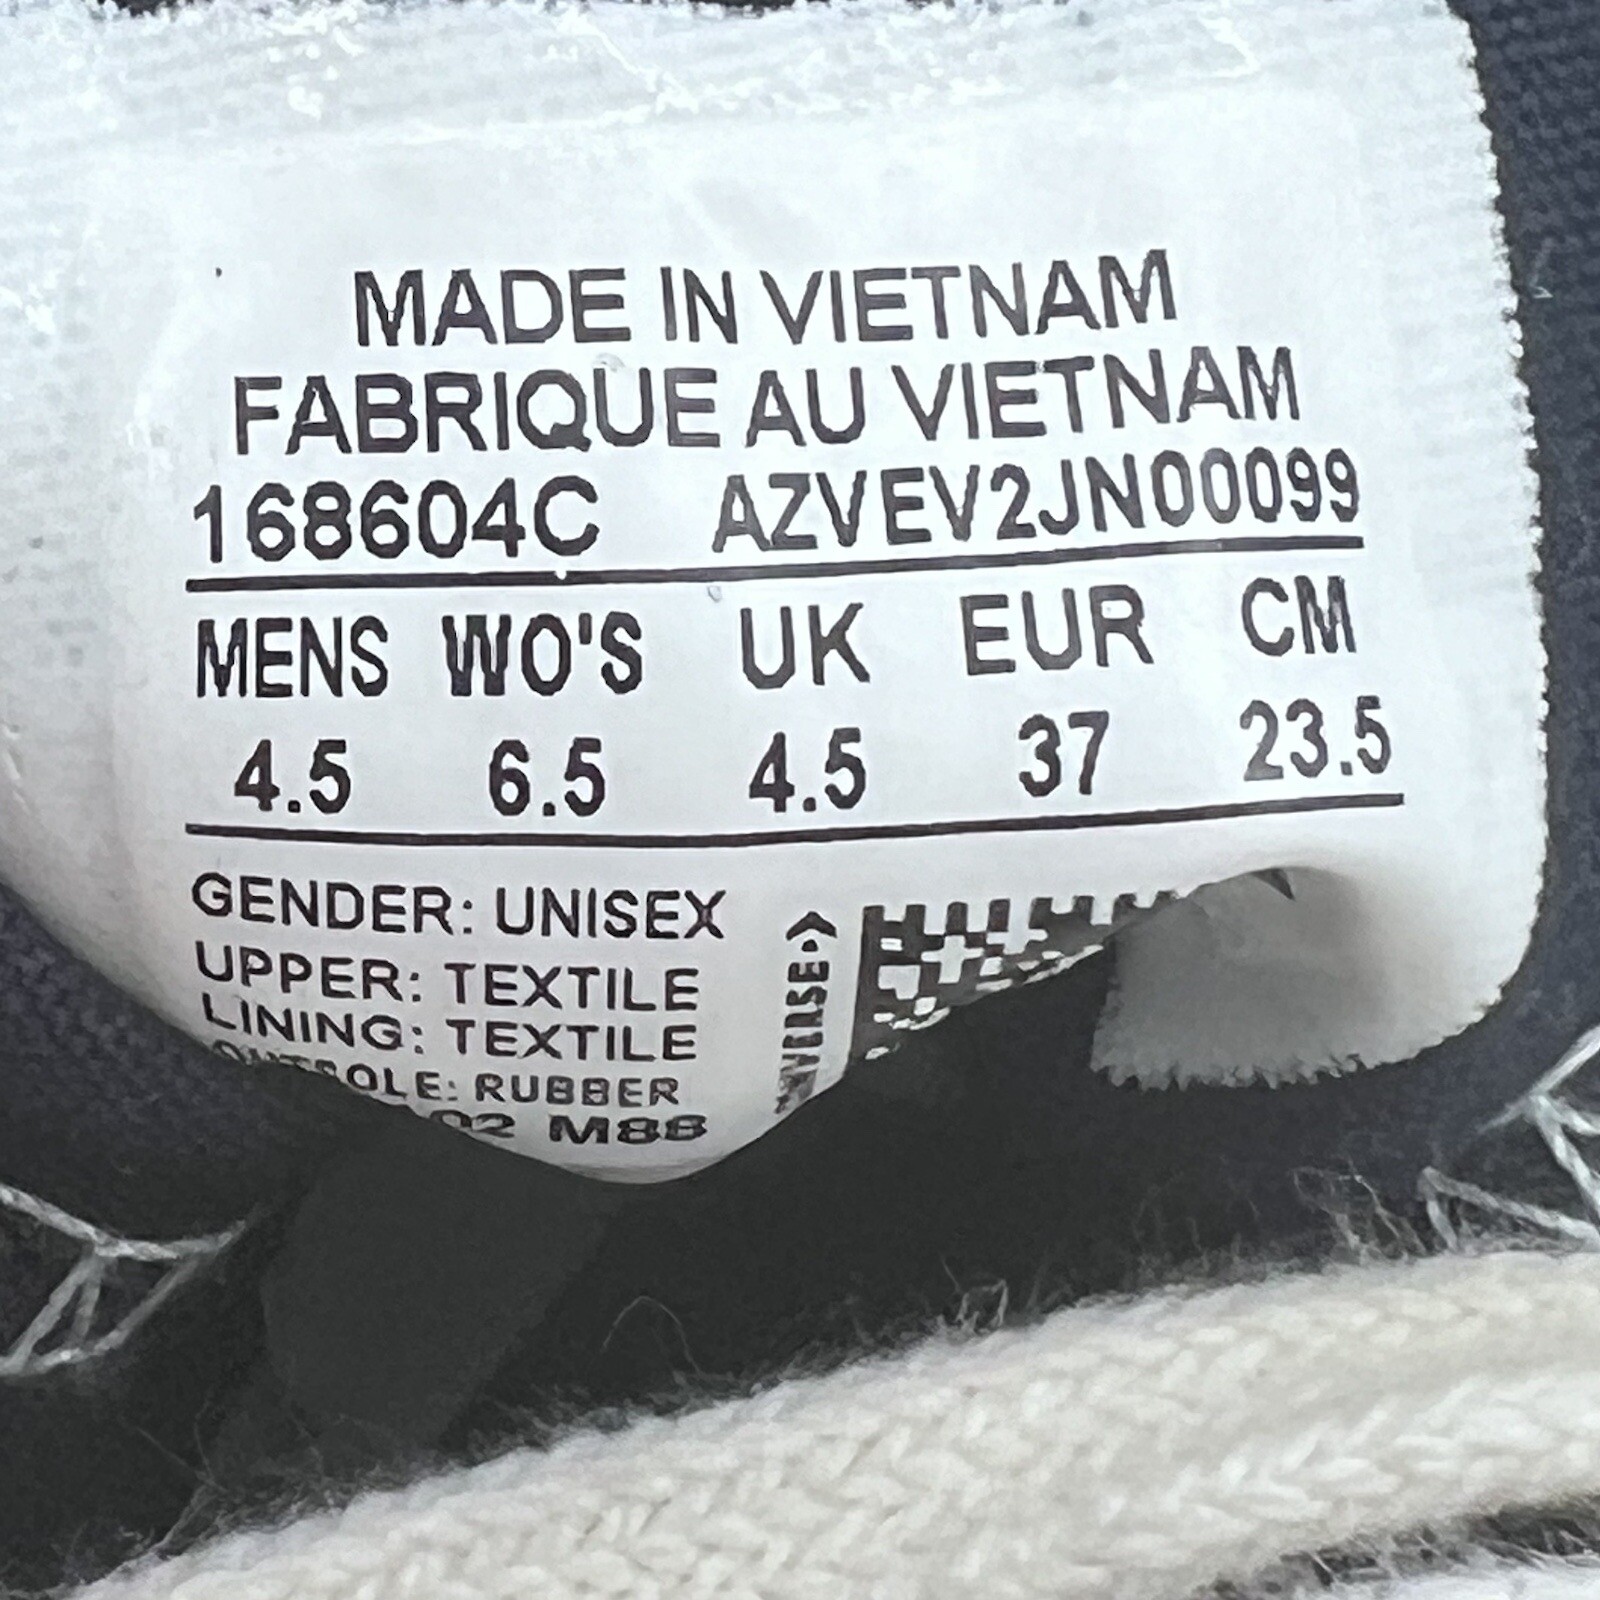 MADE IN VIETNAM
FABRIQUE AU VIETNAM
168604C AZVEV2JN00099
MENS WO'S UK EUR CM
4.5 6.5 4.5 37 23.5
GENDER: UNISEX
UPPER: TEXTILE
LINING: TEXTILE
OUTSOLE: RUBBER
M88